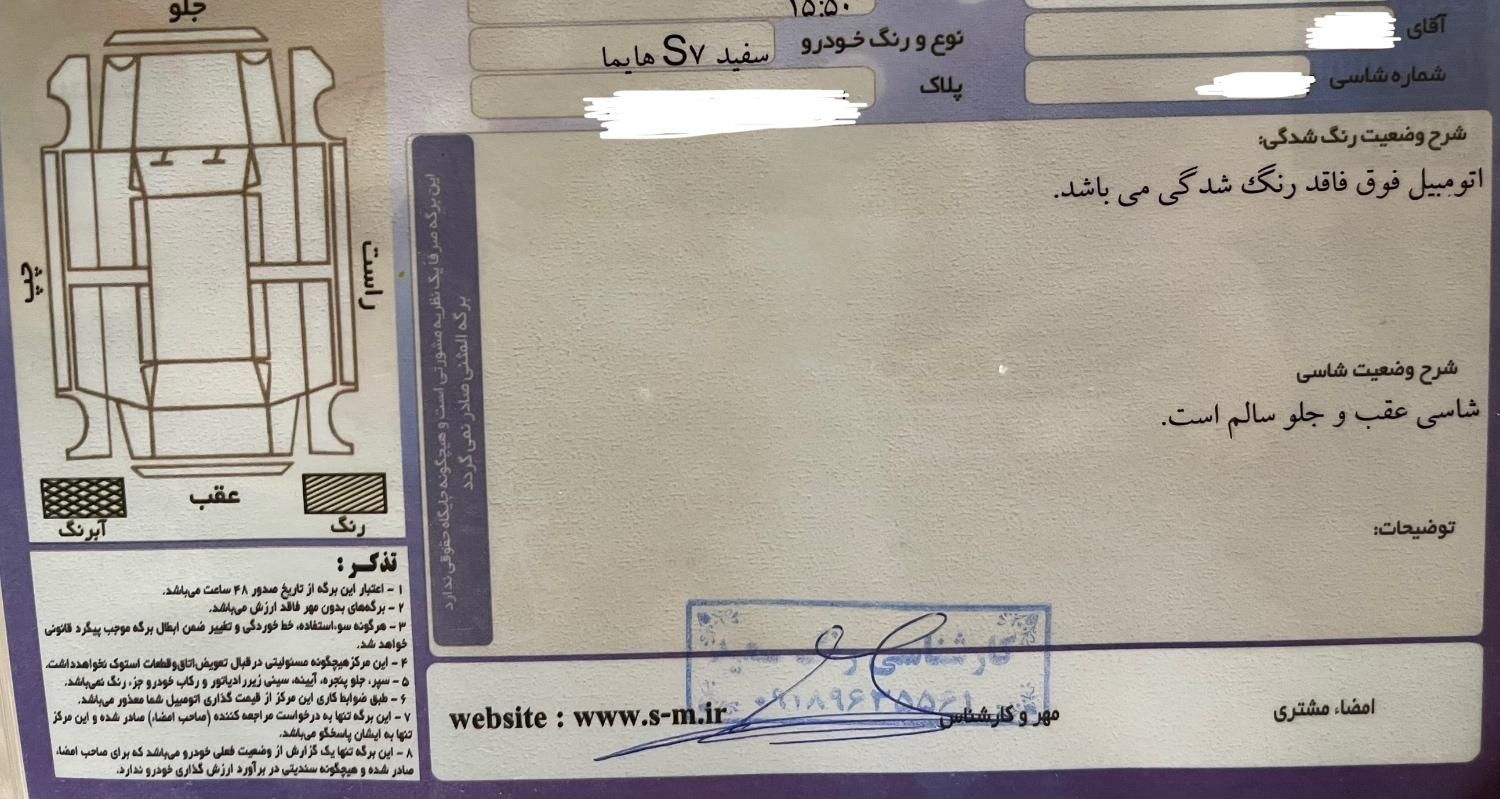 آقای
۱۵:۵۰
شماره شاسی
نوع و رنگ خودرو
سفید S۷ هایما
پلاک
شرح وضعیت رنگ شدگی:
اتومبیل فوق فاقد رنگ شدگی می باشد.
شرح وضعیت شاسی
شاسی عقب و جلو سالم است.
توضیحات:
این برگه صرفا یک نظریه مشورتی است و هیچگونه جایگاه حقوقی ندارد
برگه المثنی صادر نمی گردد
جلو
راست
چپ
عقب
رنگ
آبرنگ
تذکر :
۱ - اعتبار این برگه از تاریخ صدور ۴۸ ساعت می‌باشد.
۲ - برگه‌های بدون مهر فاقد ارزش می‌باشد.
۳ - هرگونه سوء‌استفاده، خط خوردگی و تغییر ضمن ابطال برگه موجب پیگرد قانونی
خواهد شد.
۴ - این مرکز هیچگونه مسئولیتی در قبال تعویض اتاق و قطعات استوک نخواهد داشت.
۵ - سپر، جلو پنجره، آیینه، سینی زیر رادیاتور و رکاب خودرو جز، رنگ نمی‌باشد.
۶ - طبق ضوابط کاری این مرکز از قیمت گذاری اتومبیل شما معذور می‌باشد.
۷ - این برگه تنها به درخواست مراجعه کننده (صاحب امضاء) صادر شده و این مرکز
تنها به ایشان پاسخگو می‌باشد.
۸ - این برگه تنها یک گزارش از وضعیت فعلی خودرو می‌باشد که برای صاحب امضاء
صادر شده و هیچگونه سندیتی در برآورد ارزش گذاری خودرو ندارد.
کارشناسی رنگ سعید
امضاء مشتری
مهر و کارشناس
website : www.s-m.ir